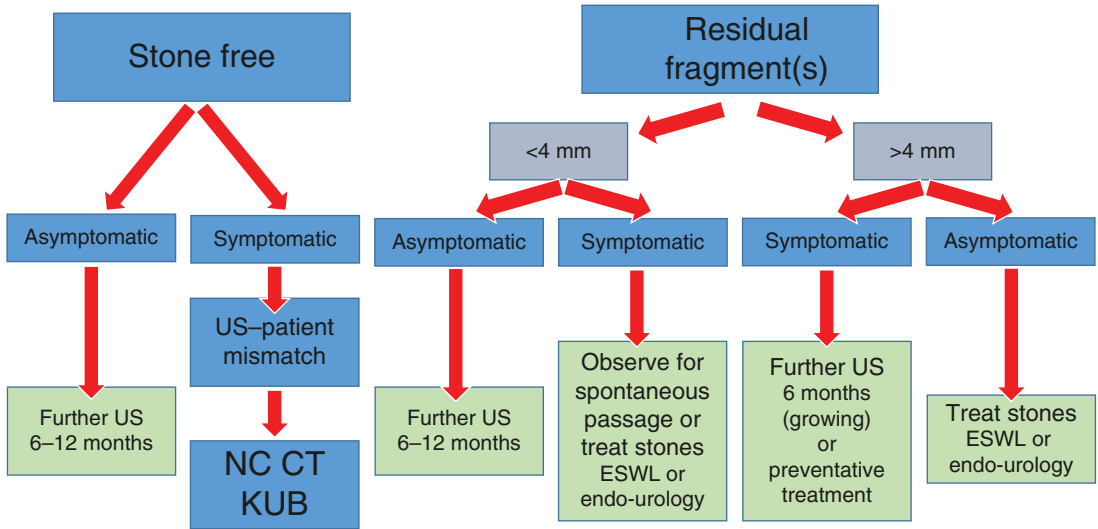 Stone free
Residual
fragment(s)
<4 mm
>4 mm
Asymptomatic
Symptomatic
Asymptomatic
Symptomatic
Symptomatic
Asymptomatic
US–patient
mismatch
Further US
6–12 months
NC CT
KUB
Further US
6–12 months
Observe for
spontaneous
passage or
treat stones
ESWL or
endo-urology
Further US
6 months
(growing)
or
preventative
treatment
Treat stones
ESWL or
endo-urology